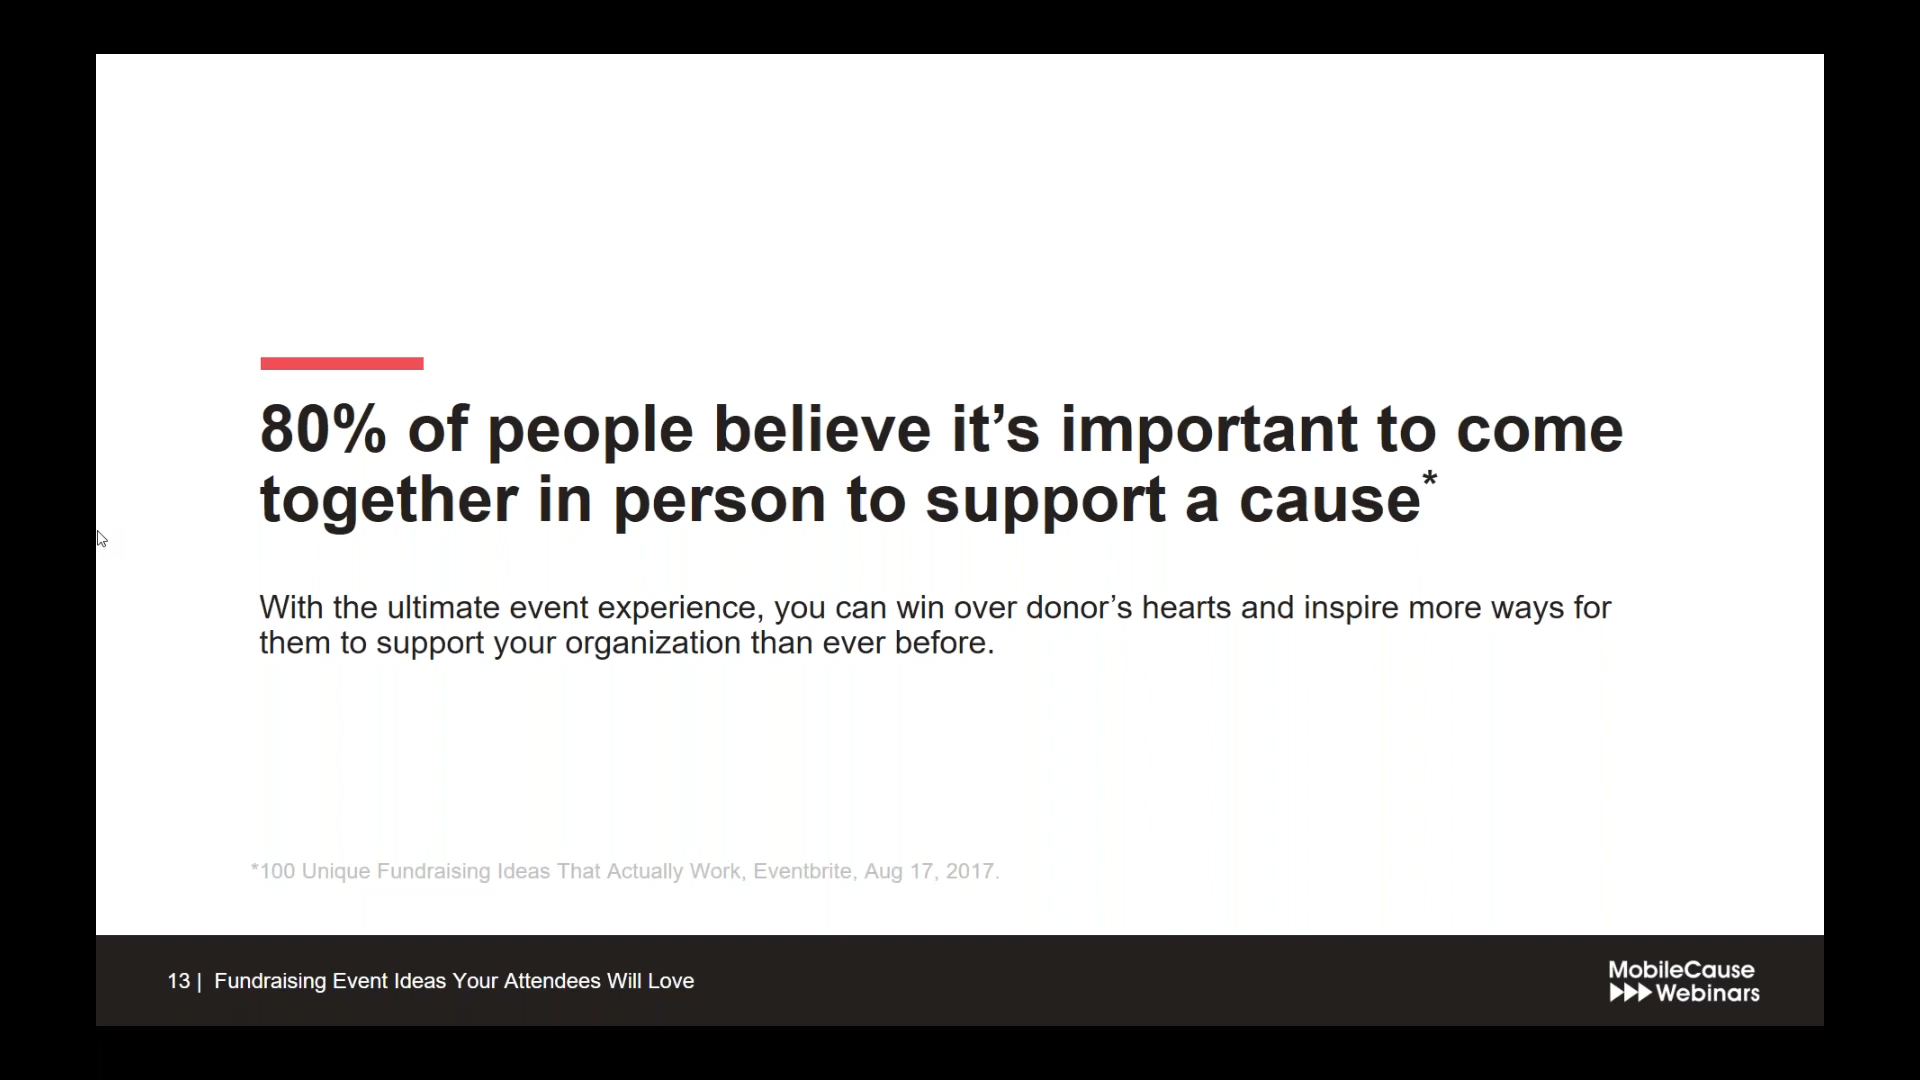 80% of people believe it’s important to come
together in person to support a cause*
With the ultimate event experience, you can win over donor’s hearts and inspire more ways for
them to support your organization than ever before.
*100 Unique Fundraising Ideas That Actually Work, Eventbrite, Aug 17, 2017.
13 | Fundraising Event Ideas Your Attendees Will Love
MobileCause
Webinars